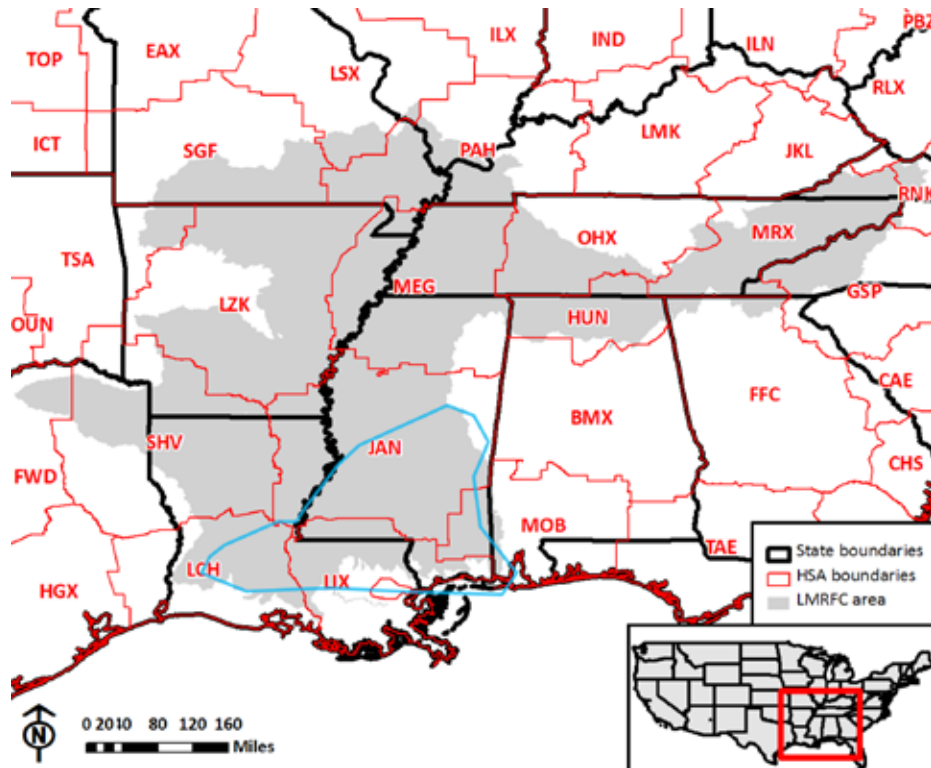 PBZ
TOP
EAX
ILX
IND
ILN
LSX
RLX
ICT
SGF
PAH
LMK
JKL
RNK
OHX
MRX
TSA
MEG
GSP
LZK
HUN
OUN
CAE
FFC
BMX
SHV
JAN
CHS
FWD
MOB
TAE
LCH
LIX
HGX
State boundaries
HSA boundaries
LMRFC area
N
0 20 40 80 120 160
Miles